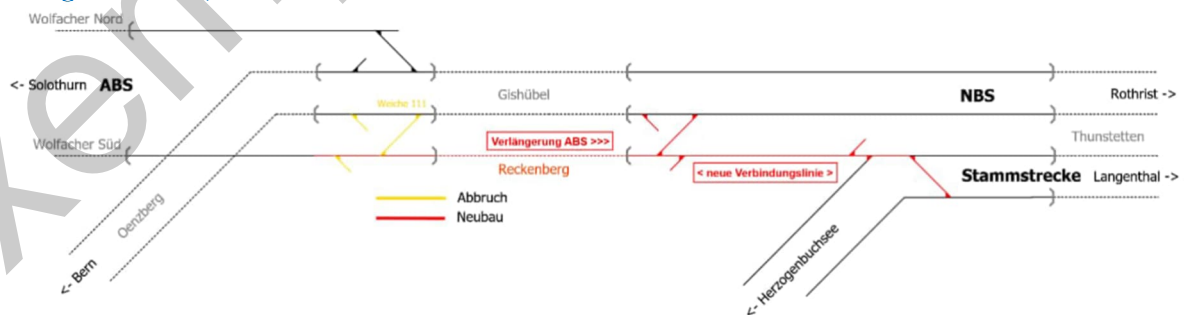 Wolfacher Nord
<- Solothurn ABS
Gishübel
NBS
Rothrist ->
Weiche 111
Wolfacher Süd
Verlängerung ABS >>>
Thunstetten
Reckenberg
< neue Verbindungslinie >
Stammstrecke Langenthal ->
Abbruch
Neubau
Oenzberg
<- Bern
<- Herzogenbuchsee